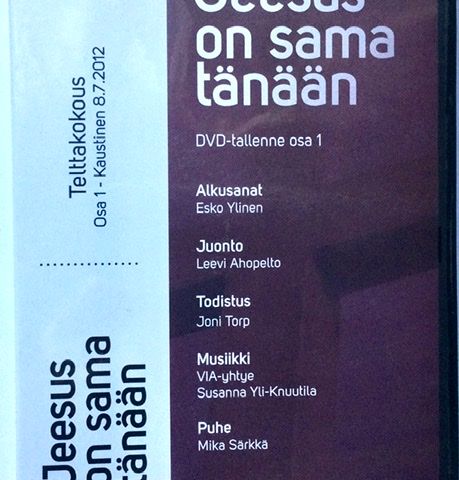 Jeesus
on sama
tänään
DVD-tallenne osa 1
Alkusanat
Esko Ylinen
Juonto
Leevi Ahopelto
Todistus
Joni Torp
Musiikki
VIA-yhtye
Susanna Yli-Knuutila
Puhe
Mika Särkkä
Telttakokous
Osa 1 - Kaustinen 8.7.2012
Jeesus
on sama
tänään